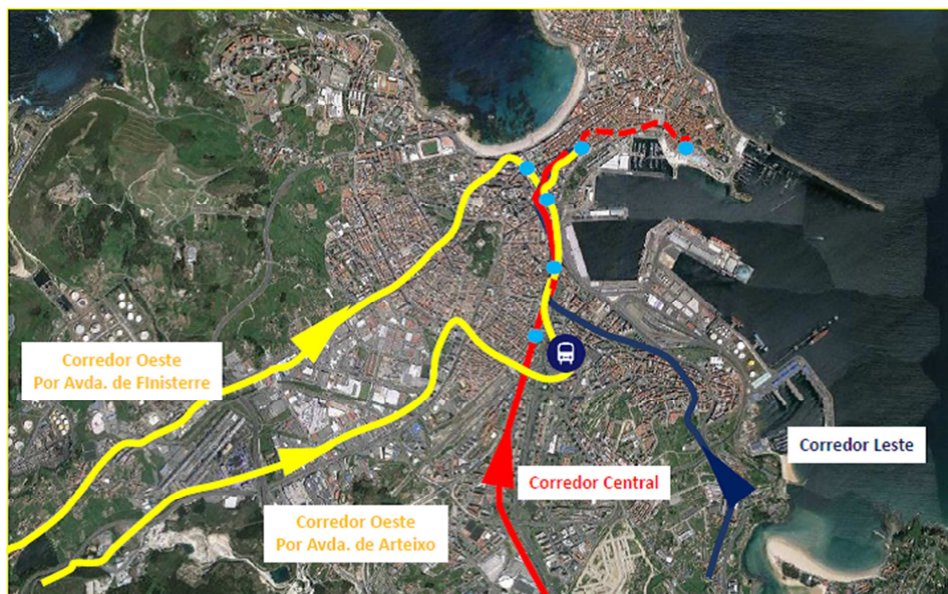 Corredor Oeste
Por Avda. de FInisterre
Corredor Leste
Corredor Central
Corredor Oeste
Por Avda. de Arteixo